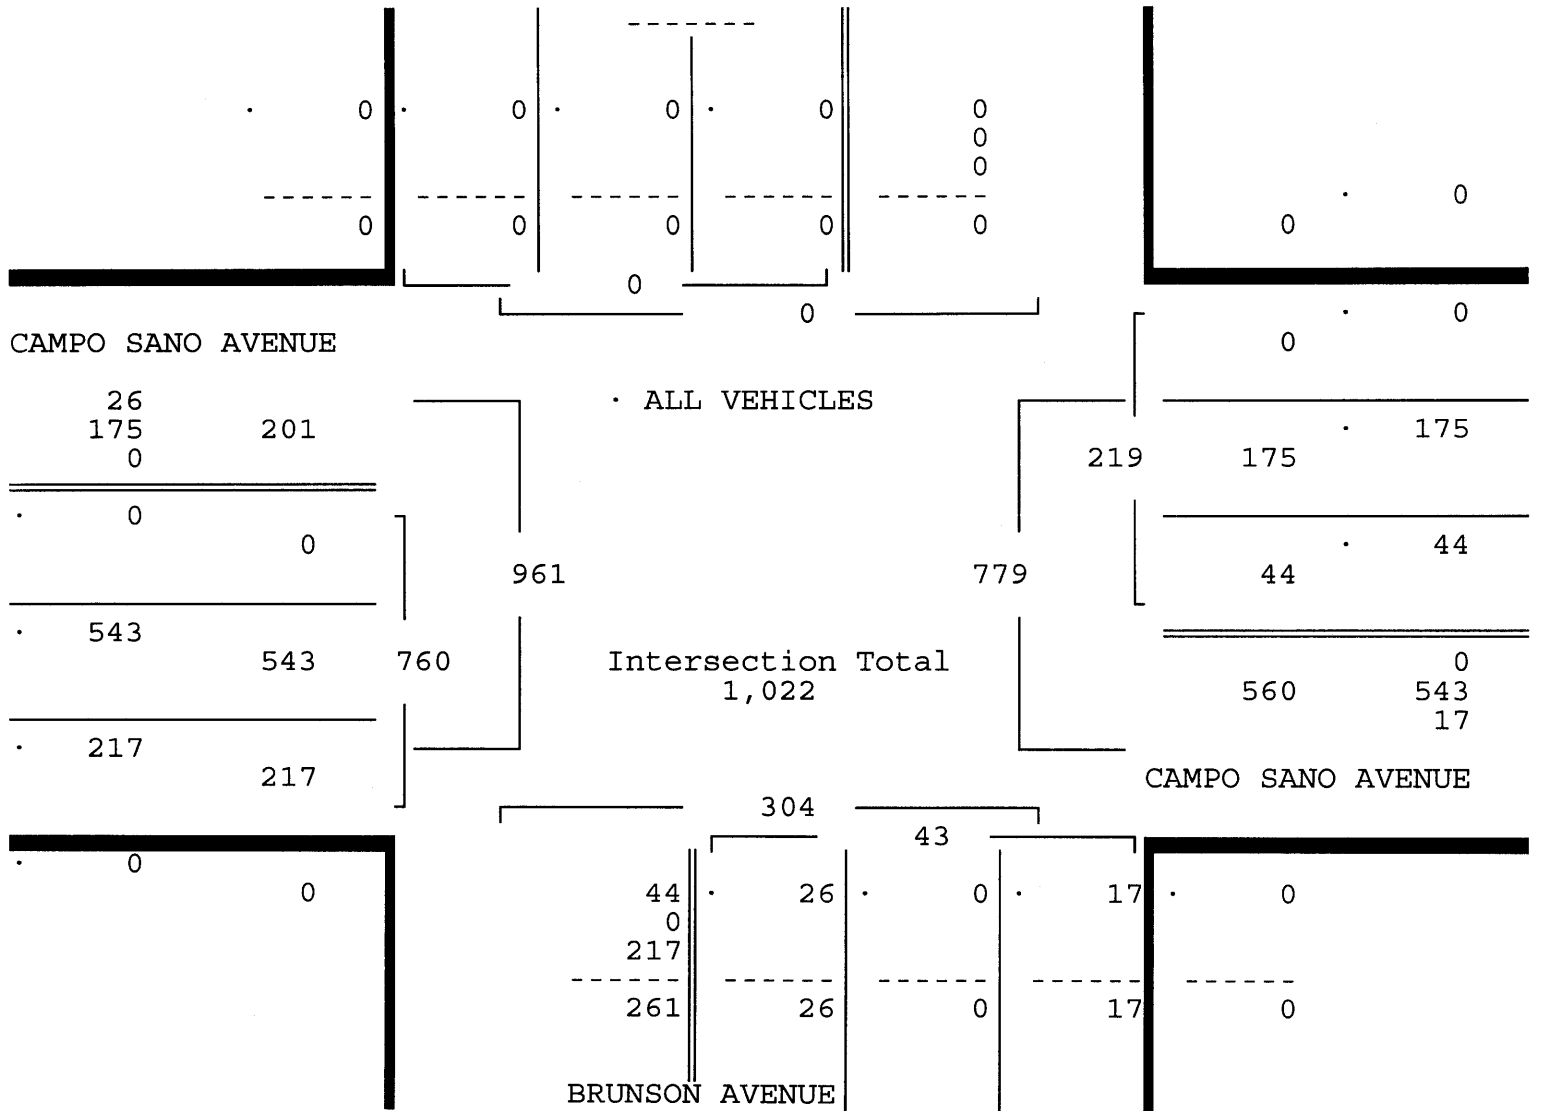 - - - - - - -
· 0 · 0 · 0 · 0 0
0
0
- - - - - - - - - - - - - - - - - - - - - - - - - - - - - -
· 0
0 0 0 0 0 0
0
0
· 0
CAMPO SANO AVENUE
0
26
· ALL VEHICLES
175 201
· 175
0
219 175
· 0
0
· 44
961 779 44
· 543
543 760 Intersection Total 0
1,022 560 543
17
· 217
217
CAMPO SANO AVENUE
304
43
· 0
0 44 · 26 · 0 · 17 · 0
0
217
- - - - - - - - - - - - - - - - - - - - - - - - - - - - - -
261 26 0 17 0
BRUNSON AVENUE